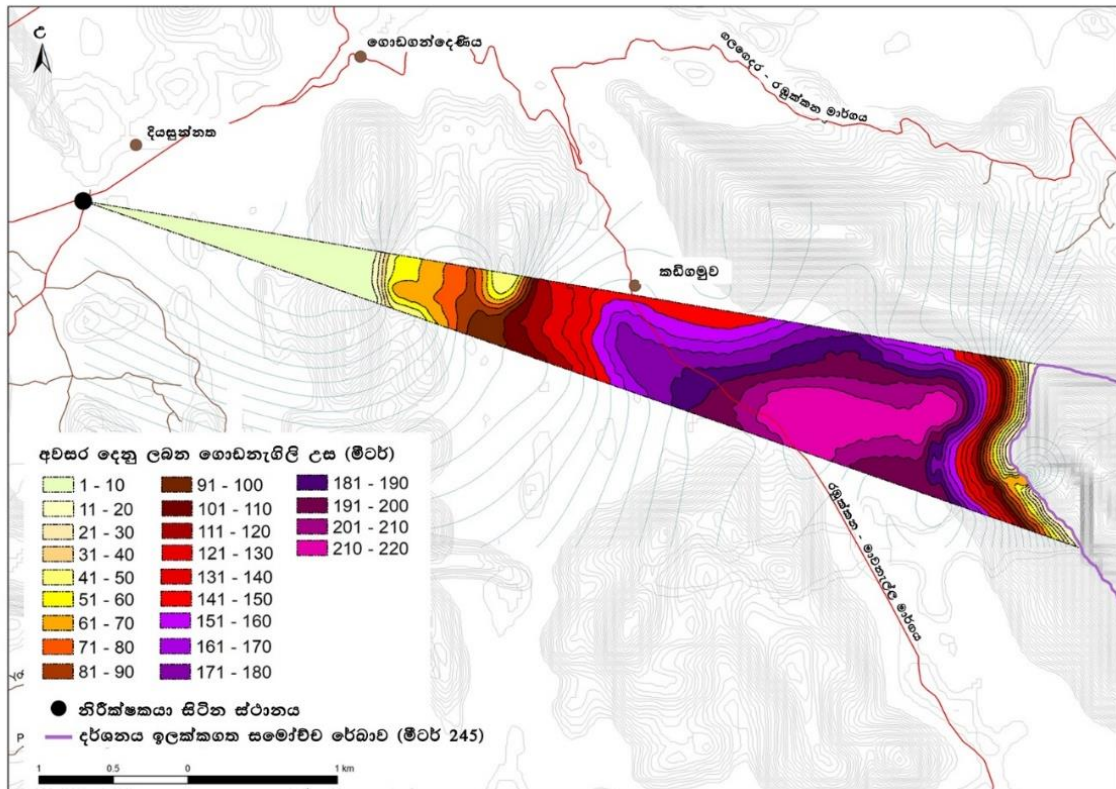 උ
ගොඩගන්දෙණිය
ගලගෙදර - රඹුක්කන මාර්ගය
දියසුන්නත
කඩිගමුව
රඹුක්කන - මාවනැල්ල මාර්ගය
අවසර දෙනු ලබන ගොඩනැගිලි උස (මීටර්)
1 - 10
11 - 20
21 - 30
31 - 40
41 - 50
51 - 60
61 - 70
71 - 80
81 - 90
91 - 100
101 - 110
111 - 120
121 - 130
131 - 140
141 - 150
151 - 160
161 - 170
171 - 180
181 - 190
191 - 200
201 - 210
210 - 220
නිරීක්ෂකයා සිටින ස්ථානය
දර්ශනය ඉලක්කගත සමෝච්ච රේඛාව (මීටර් 245)
1 0.5 0 1 km